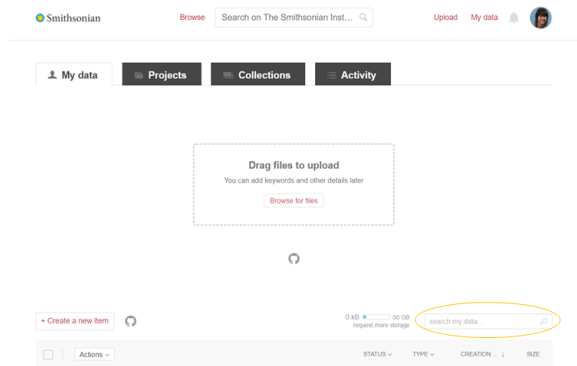 Smithsonian
Browse
Search on The Smithsonian Inst...
Upload
My data
My data
Projects
Collections
Activity
Drag files to upload
You can add keywords and other details later
Browse for files
+ Create a new item
0 kB
50 GB
request more storage
search my data...
Actions
STATUS
TYPE
CREATION ...
SIZE